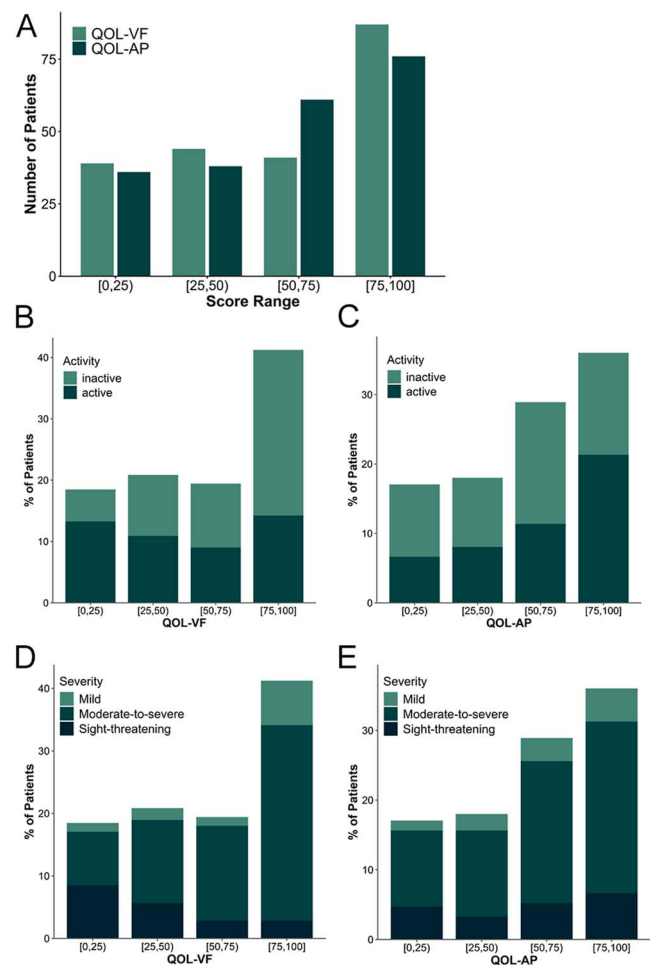 A
QOL-VF
QOL-AP
Number of Patients
75
50
25
0
[0,25)
[25,50)
[50,75)
[75,100]
Score Range
B
Activity
inactive
active
% of Patients
40
30
20
10
0
[0,25)
[25,50)
[50,75)
[75,100]
QOL-VF
C
Activity
inactive
active
% of Patients
30
20
10
0
[0,25)
[25,50)
[50,75)
[75,100]
QOL-AP
D
Severity
Mild
Moderate-to-severe
Sight-threatening
% of Patients
40
30
20
10
0
[0,25)
[25,50)
[50,75)
[75,100]
QOL-VF
E
Severity
Mild
Moderate-to-severe
Sight-threatening
% of Patients
30
20
10
0
[0,25)
[25,50)
[50,75)
[75,100]
QOL-AP